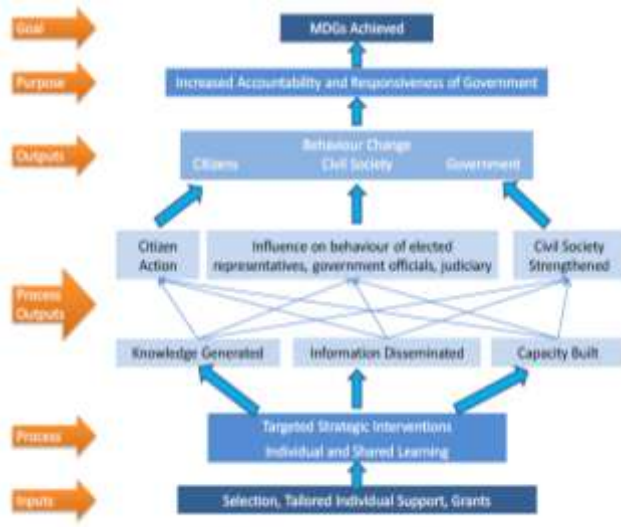 Goal
MDGs Achieved
Purpose
Increased Accountability and Responsiveness of Government
Outputs
Behaviour Change
Citizens Civil Society Government
Citizen
Action
Influence on behaviour of elected
representatives, government officials, judiciary
Civil Society
Strengthened
Process
Outputs
Knowledge Generated
Information Disseminated
Capacity Built
Process
Targeted Strategic Interventions
Individual and Shared Learning
Inputs
Selection, Tailored Individual Support, Grants